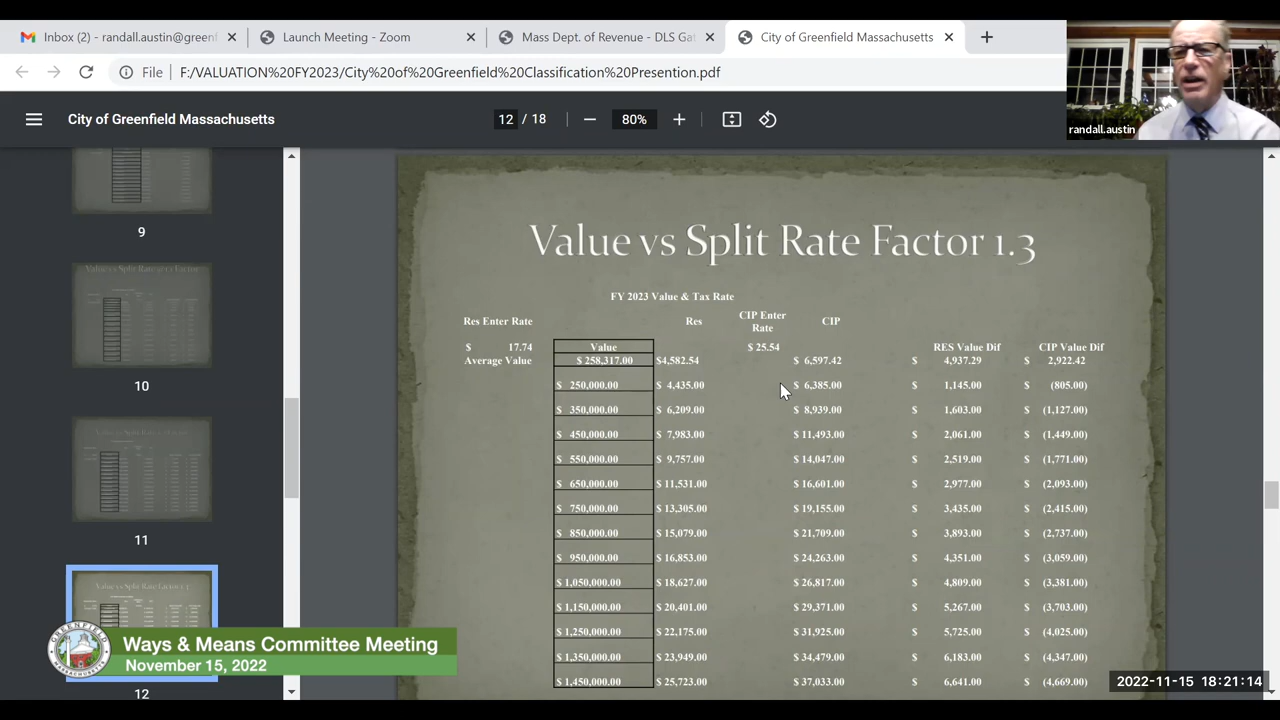 Inbox (2) - randall.austin@green
Launch Meeting - Zoom
Mass Dept. of Revenue - DLS Gat
City of Greenfield Massachusetts
File F:/VALUATION%20FY2023/City%20of%20Greenfield%20Classification%20Presention.pdf
City of Greenfield Massachusetts
12 / 18
80%
randall.austin
9
10
11
12
Value vs Split Rate Factor 1.3
FY 2023 Value & Tax Rate
Res Enter Rate Res CIP Enter Rate CIP
$ 17.74 Value $ 25.54 RES Value Dif CIP Value Dif
Average Value $ 258,317.00 $4,582.54 $ 6,597.42 $ 4,937.29 $ 2,922.42
$ 250,000.00 $ 4,435.00 $ 6,385.00 $ 1,145.00 $ (805.00)
$ 350,000.00 $ 6,209.00 $ 8,939.00 $ 1,603.00 $ (1,127.00)
$ 450,000.00 $ 7,983.00 $ 11,493.00 $ 2,061.00 $ (1,449.00)
$ 550,000.00 $ 9,757.00 $ 14,047.00 $ 2,519.00 $ (1,771.00)
$ 650,000.00 $ 11,531.00 $ 16,601.00 $ 2,977.00 $ (2,093.00)
$ 750,000.00 $ 13,305.00 $ 19,155.00 $ 3,435.00 $ (2,415.00)
$ 850,000.00 $ 15,079.00 $ 21,709.00 $ 3,893.00 $ (2,737.00)
$ 950,000.00 $ 16,853.00 $ 24,263.00 $ 4,351.00 $ (3,059.00)
$ 1,050,000.00 $ 18,627.00 $ 26,817.00 $ 4,809.00 $ (3,381.00)
$ 1,150,000.00 $ 20,401.00 $ 29,371.00 $ 5,267.00 $ (3,703.00)
$ 1,250,000.00 $ 22,175.00 $ 31,925.00 $ 5,725.00 $ (4,025.00)
$ 1,350,000.00 $ 23,949.00 $ 34,479.00 $ 6,183.00 $ (4,347.00)
$ 1,450,000.00 $ 25,723.00 $ 37,033.00 $ 6,641.00 $ (4,669.00)
GREENFIELD
Ways & Means Committee Meeting
November 15, 2022
2022-11-15 18:21:14